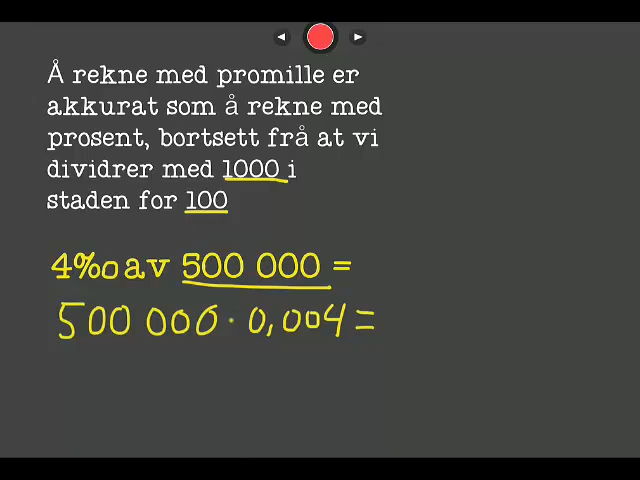 Å rekne med promille er
akkurat som å rekne med
prosent, bortsett frå at vi
dividrer med 1000 i
staden for 100
4‰ av 500 000 =
500 000 · 0,004 =